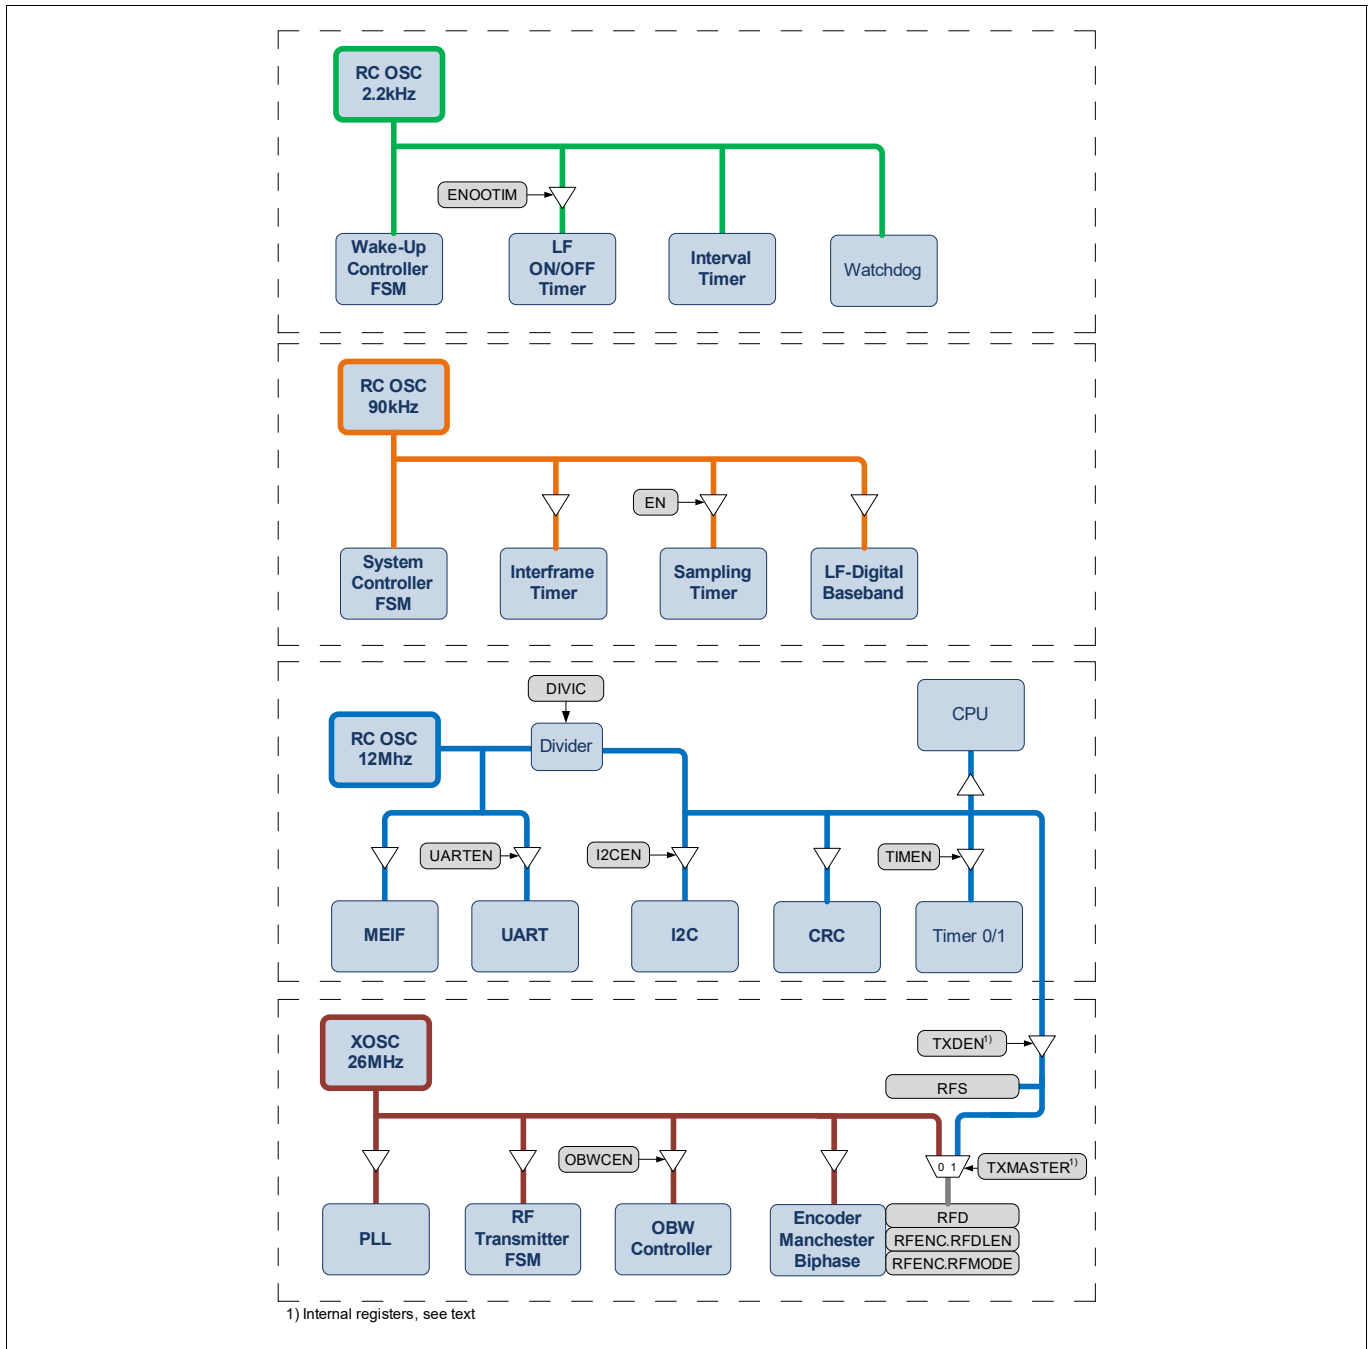 RC OSC
2.2kHz
ENOOTIM
Wake-Up
Controller
FSM
LF
ON/OFF
Timer
Interval
Timer
Watchdog
RC OSC
90kHz
EN
System
Controller
FSM
Interframe
Timer
Sampling
Timer
LF-Digital
Baseband
DIVIC
CPU
RC OSC
12Mhz
Divider
UARTEN
I2CEN
TIMEN
MEIF
UART
I2C
CRC
Timer 0/1
XOSC
26MHz
TXDEN1)
RFS
OBWCEN
0 1
TXMASTER1)
PLL
RF
Transmitter
FSM
OBW
Controller
Encoder
Manchester
Biphase
RFD
RFENC.RFDLEN
RFENC.RFMODE
1) Internal registers, see text